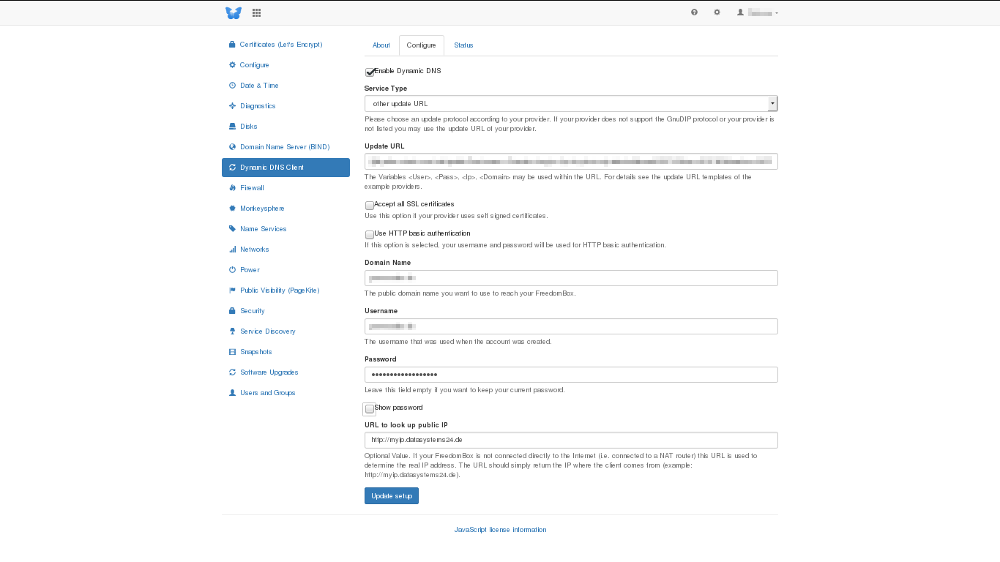 Certificates (Let's Encrypt)
Configure
Date & Time
Diagnostics
Disks
Domain Name Server (BIND)
Dynamic DNS Client
Firewall
Monkeysphere
Name Services
Networks
Power
Public Visibility (PageKite)
Security
Service Discovery
Snapshots
Software Upgrades
Users and Groups
About Configure Status
Enable Dynamic DNS
Service Type
other update URL
Please choose an update protocol according to your provider. If your provider does not support the GnuDIP protocol or your provider is
not listed you may use the update URL of your provider.
Update URL
The Variables <User>, <Pass>, <Ip>, <Domain> may be used within the URL. For details see the update URL templates of the
example providers.
Accept all SSL certificates
Use this option if your provider uses self signed certificates.
Use HTTP basic authentication
If this option is selected, your username and password will be used for HTTP basic authentication.
Domain Name
The public domain name you want to use to reach your FreedomBox.
Username
The username that was used when the account was created.
Password
••••••••••••••••••
Leave this field empty if you want to keep your current password.
Show password
URL to look up public IP
http://myip.datasystems24.de
Optional Value. If your FreedomBox is not connected directly to the Internet (i.e. connected to a NAT router) this URL is used to
determine the real IP address. The URL should simply return the IP where the client comes from (example:
http://myip.datasystems24.de).
Update setup
JavaScript license information